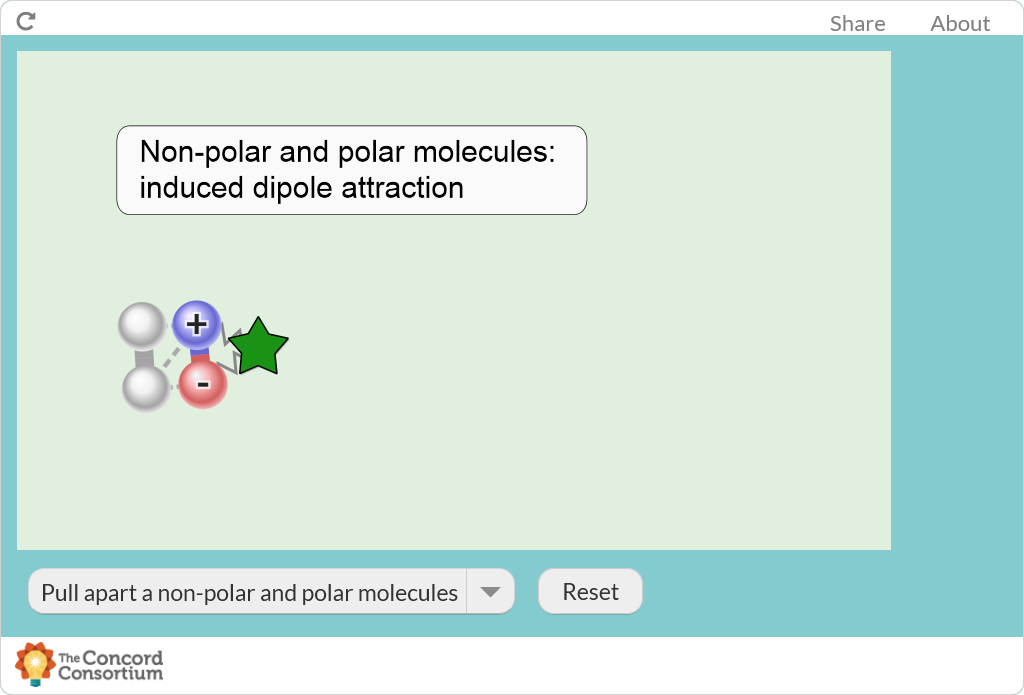 Share About
Non-polar and polar molecules:
induced dipole attraction
+
-
Pull apart a non-polar and polar molecules Reset
The Concord
Consortium